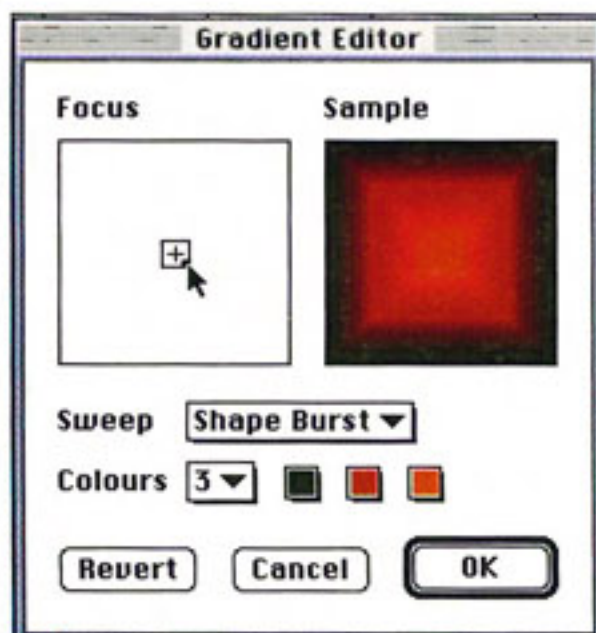 Gradient Editor
Focus Sample
Sweep Shape Burst
Colours 3
Revert Cancel OK